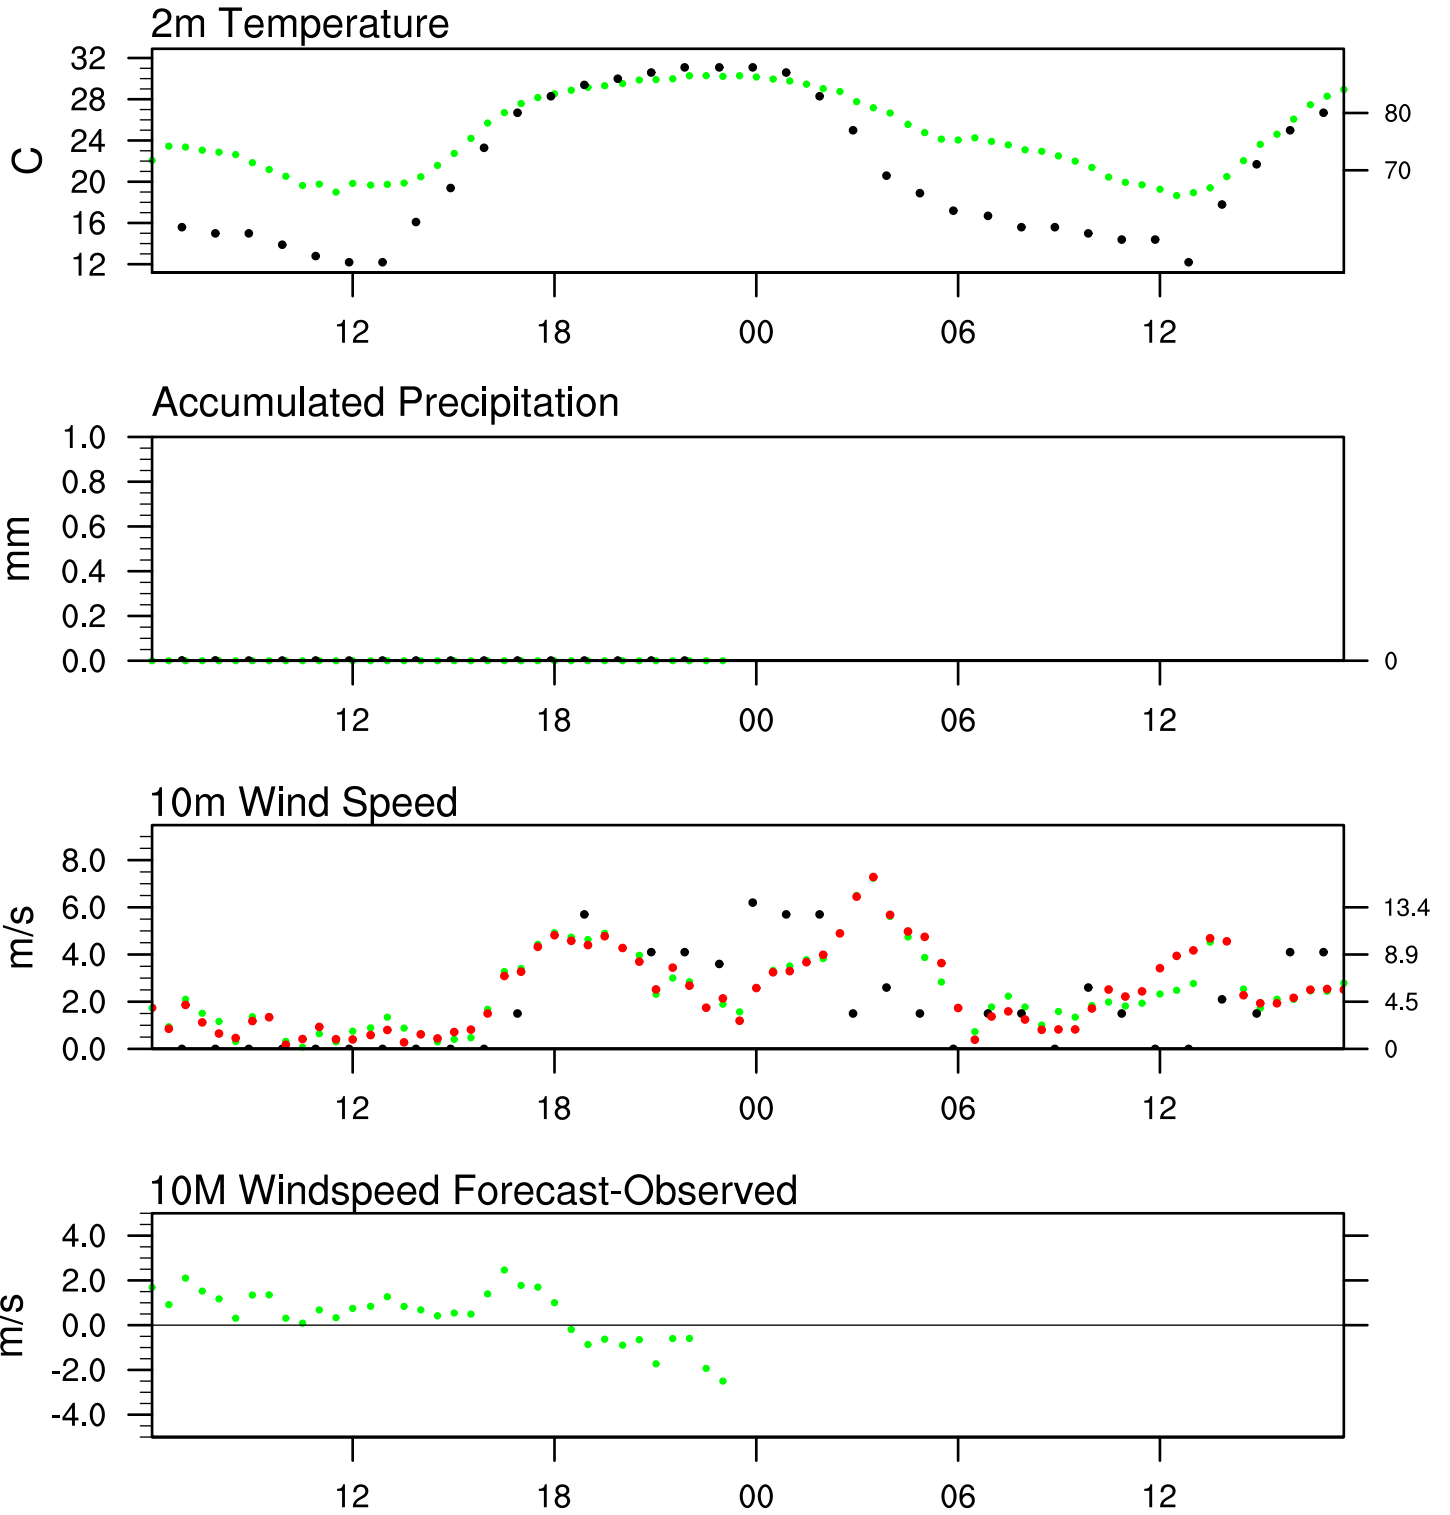 2m Temperature
32
28
24
20
16
12
C
80
70
12 18 00 06 12
Accumulated Precipitation
1.0
0.8
0.6
0.4
0.2
0.0
mm
0
12 18 00 06 12
10m Wind Speed
8.0
6.0
4.0
2.0
0.0
m/s
13.4
8.9
4.5
0
12 18 00 06 12
10M Windspeed Forecast-Observed
4.0
2.0
0.0
-2.0
-4.0
m/s
12 18 00 06 12